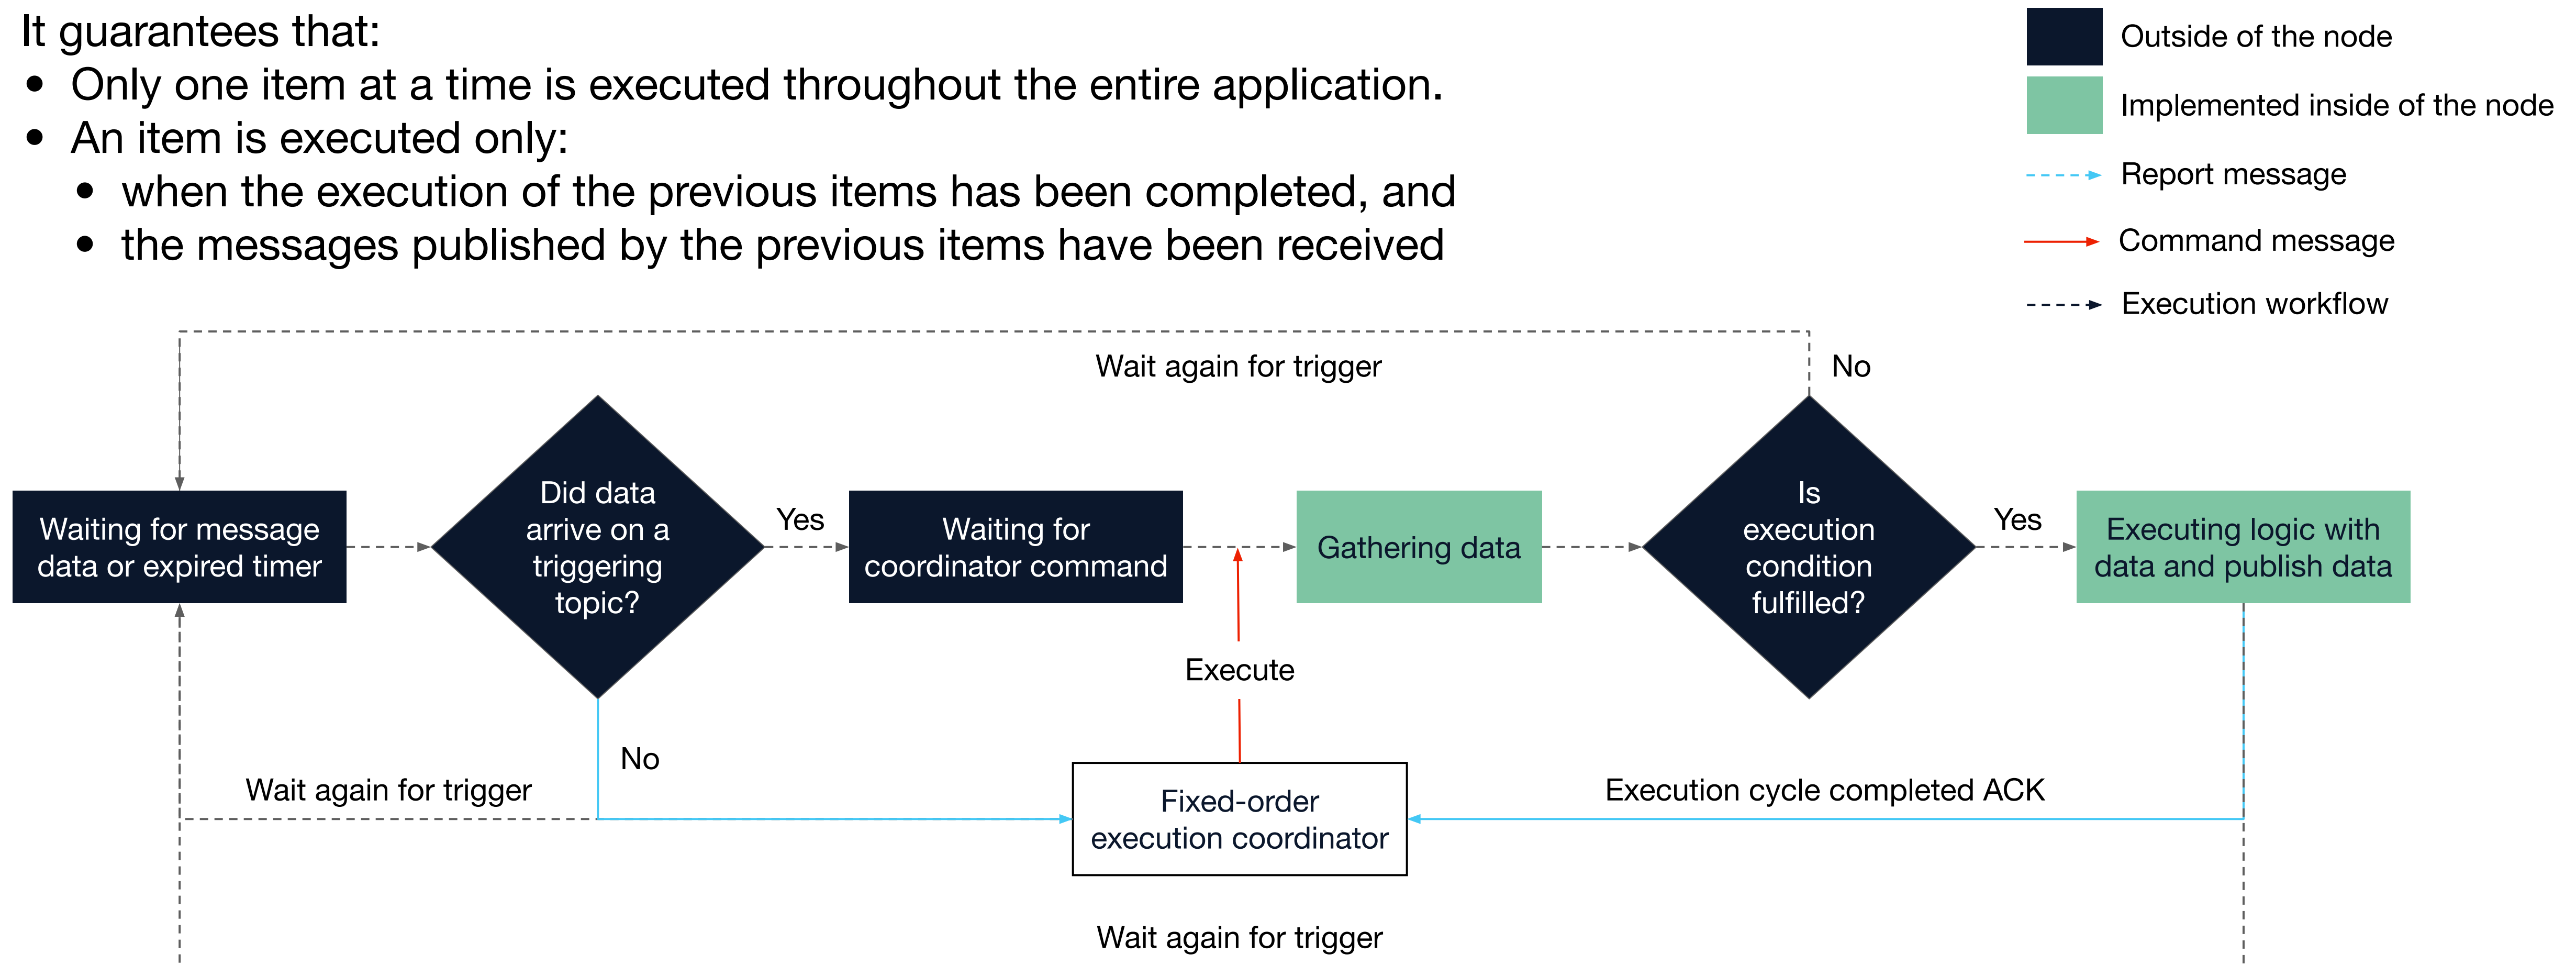 It guarantees that:
• Only one item at a time is executed throughout the entire application.
• An item is executed only:
• when the execution of the previous items has been completed, and
• the messages published by the previous items have been received
Outside of the node
Implemented inside of the node
Report message
Command message
Execution workflow
Wait again for trigger
No
Waiting for message
data or expired timer
Did data
arrive on a
triggering
topic?
Yes
Waiting for
coordinator command
Gathering data
Is
execution
condition
fulfilled?
Yes
Executing logic with
data and publish data
Execute
No
Wait again for trigger
Fixed-order
execution coordinator
Execution cycle completed ACK
Wait again for trigger